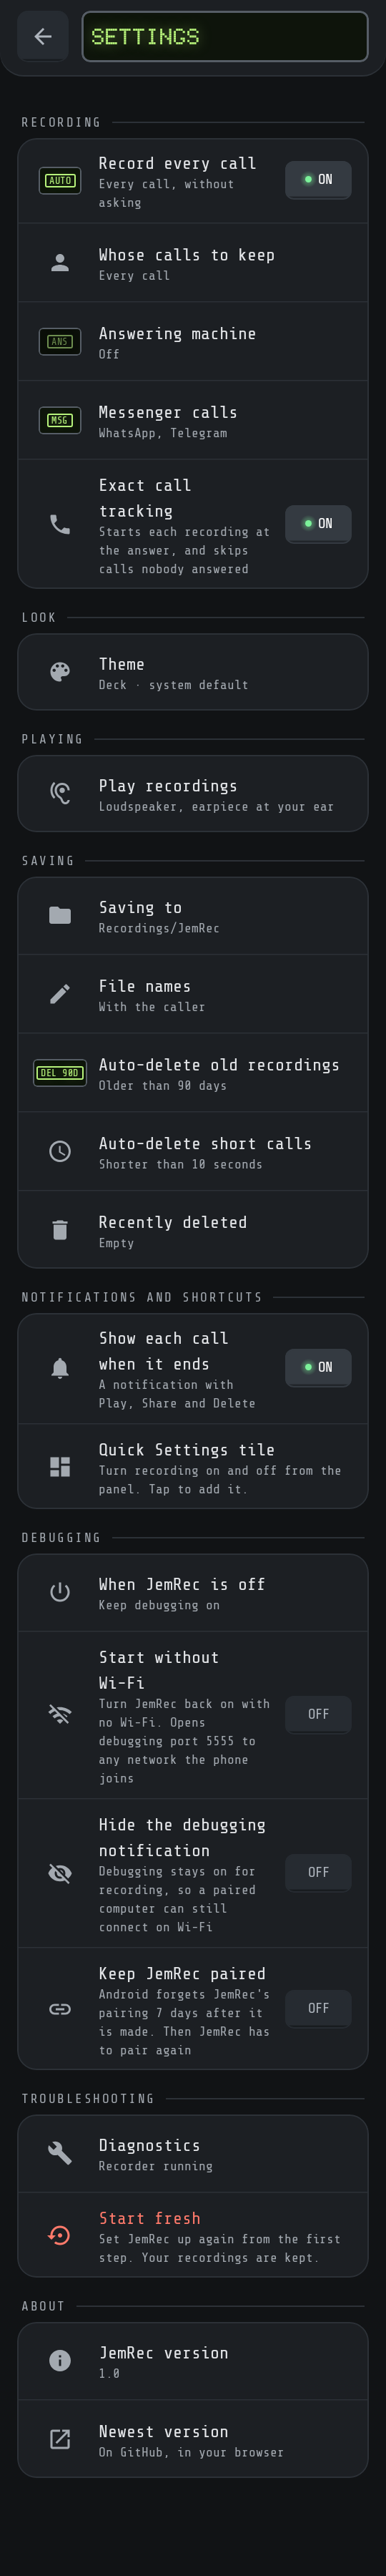 SETTINGS
RECORDING
AUTO
Record every call
Every call, without
asking
ON
Whose calls to keep
Every call
ANS
Answering machine
Off
MSG
Messenger calls
WhatsApp, Telegram
Exact call
tracking
Starts each recording at
the answer, and skips
calls nobody answered
ON
LOOK
Theme
Deck · system default
PLAYING
Play recordings
Loudspeaker, earpiece at your ear
SAVING
Saving to
Recordings/JemRec
File names
With the caller
DEL 90D
Auto-delete old recordings
Older than 90 days
Auto-delete short calls
Shorter than 10 seconds
Recently deleted
Empty
NOTIFICATIONS AND SHORTCUTS
Show each call
when it ends
A notification with
Play, Share and Delete
ON
Quick Settings tile
Turn recording on and off from the
panel. Tap to add it.
DEBUGGING
When JemRec is off
Keep debugging on
Start without
Wi-Fi
Turn JemRec back on with
no Wi-Fi. Opens
debugging port 5555 to
any network the phone
joins
OFF
Hide the debugging
notification
Debugging stays on for
recording, so a paired
computer can still
connect on Wi-Fi
OFF
Keep JemRec paired
Android forgets JemRec's
pairing 7 days after it
is made. Then JemRec has
to pair again
OFF
TROUBLESHOOTING
Diagnostics
Recorder running
Start fresh
Set JemRec up again from the first
step. Your recordings are kept.
ABOUT
JemRec version
1.0
Newest version
On GitHub, in your browser